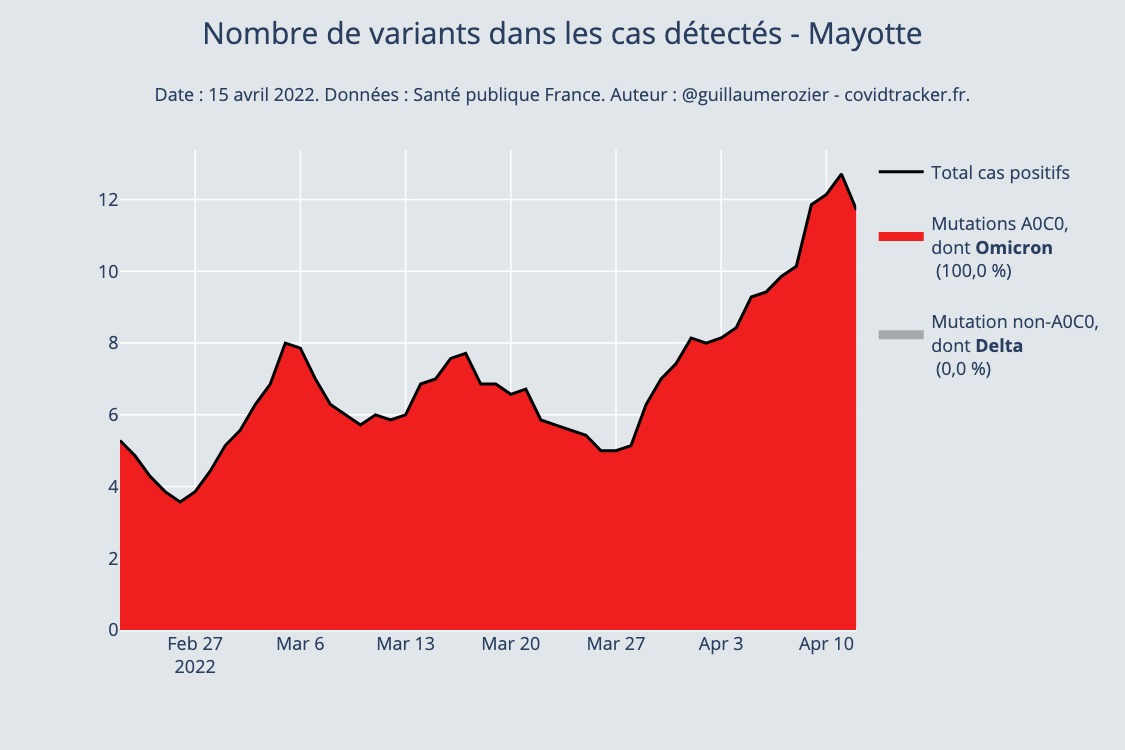 Nombre de variants dans les cas détectés - Mayotte
Date : 15 avril 2022. Données : Santé publique France. Auteur : @guillaumerozier - covidtracker.fr.
Total cas positifs
Mutations A0C0,
dont Omicron
(100,0 %)
Mutation non-A0C0,
dont Delta
(0,0 %)
12
10
8
6
4
2
0
Feb 27 Mar 6 Mar 13 Mar 20 Mar 27 Apr 3 Apr 10
2022